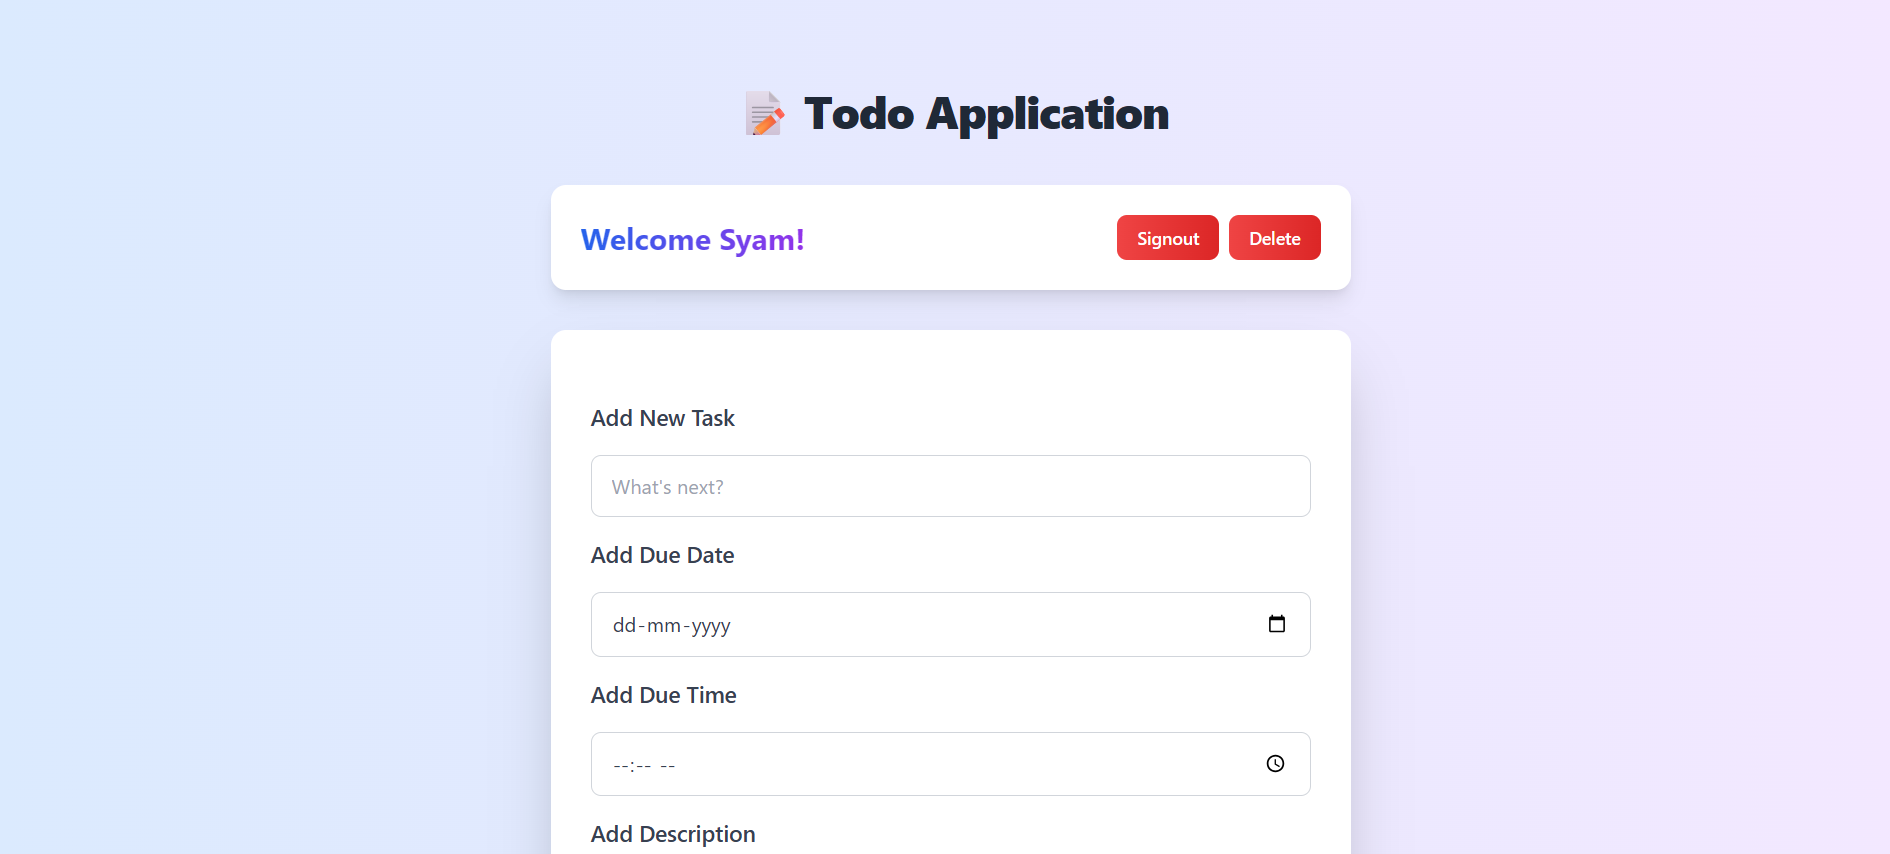 Todo Application
Welcome Syam!
Signout
Delete
Add New Task
What's next?
Add Due Date
dd-mm-yyyy
Add Due Time
--:-- --
Add Description